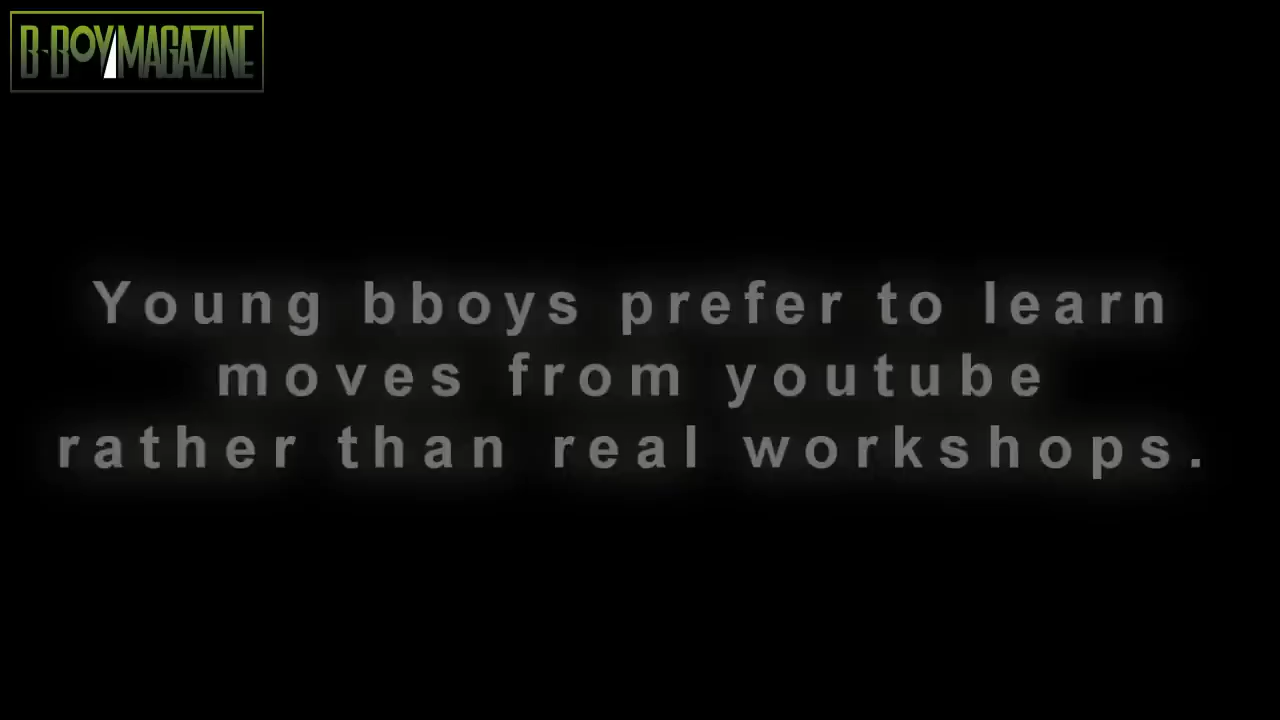 B-BOY MAGAZINE
Young bboys prefer to learn
moves from youtube
rather than real workshops.